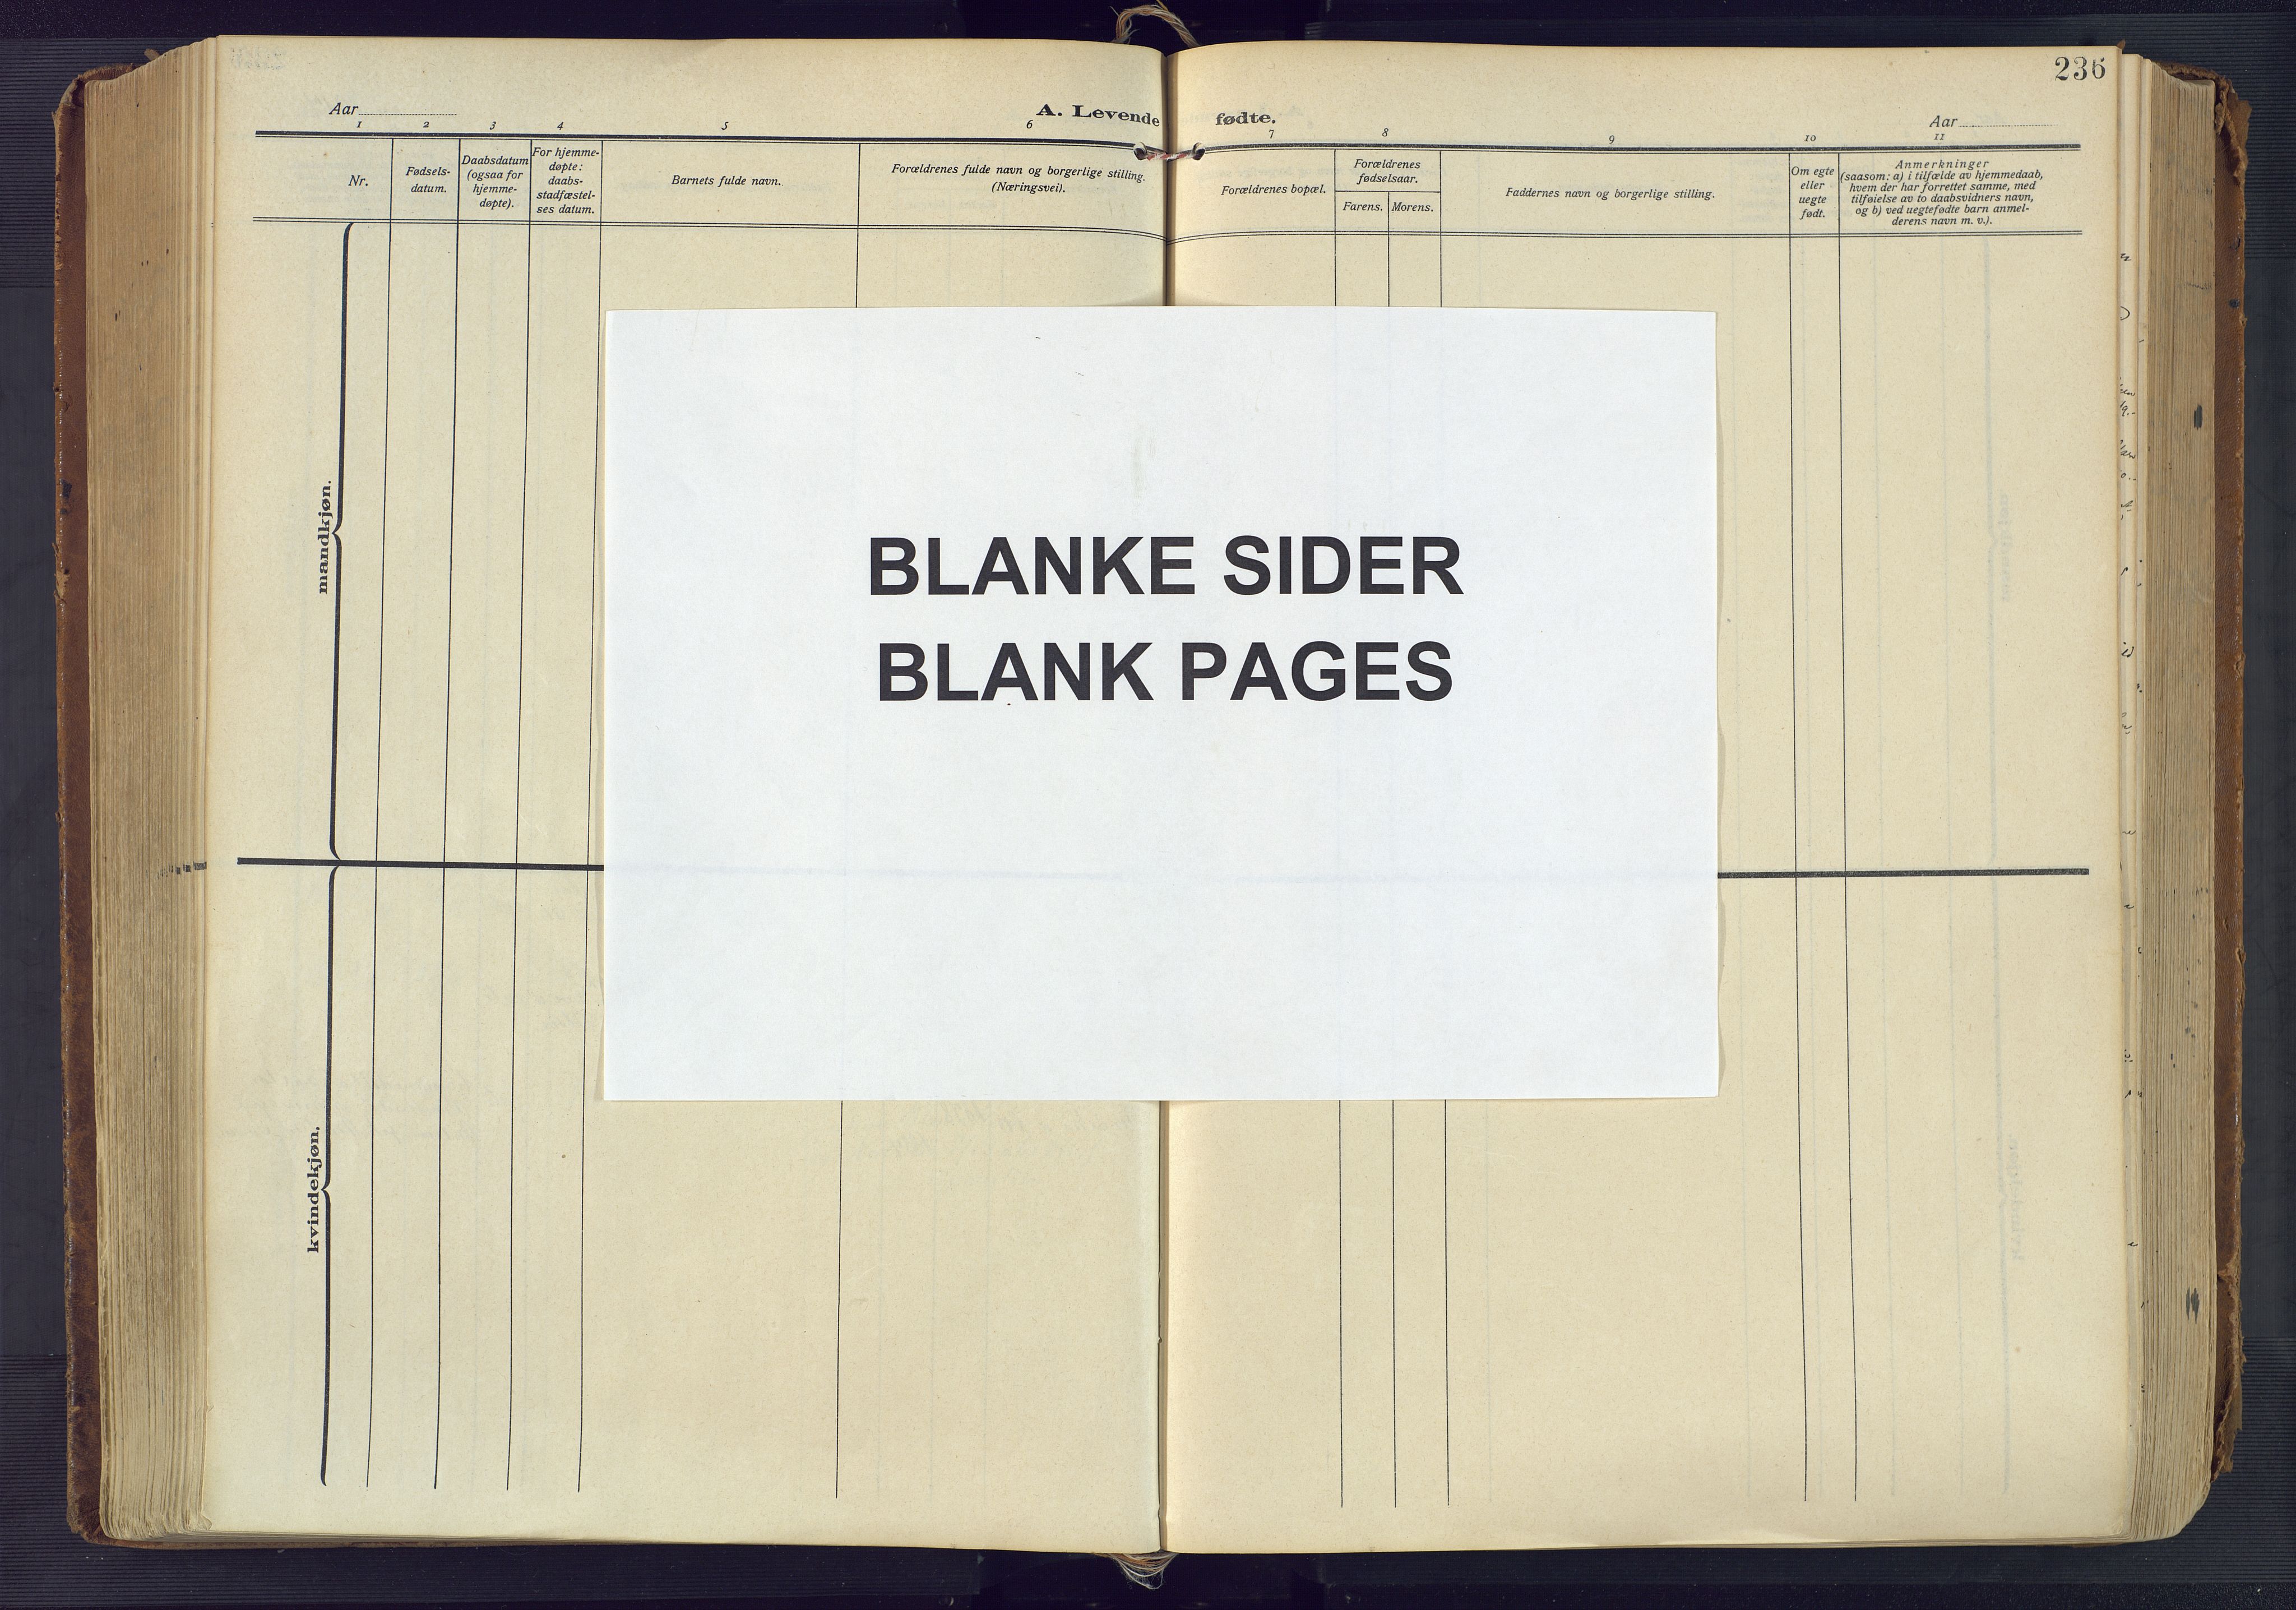 236
Aar
A. Levende fødte.
Aar
1 2 3 4 5 6 7 8 9 10 11
Nr.
Fødsels-
datum.
Daabsdatum
(ogsaa for
hjemme-
døpte).
For hjemme-
døpte:
daabs-
stadfæstel-
ses datum.
Barnets fulde navn.
Forældrenes fulde navn og borgerlige stilling.
(Næringsvei).
Forældrenes bopæl.
Forældrenes
fødselsaar.
Farens. Morens.
Faddernes navn og borgerlige stilling.
Om egte
eller
uegte
født.
Anmerkninger
(saasom: a) i tilfælde av hjemmedaab,
hvem der har forrettet samme, med
tilføielse av to daabsvidners navn,
og b) ved uegtefødte barn anmel-
derens navn m. v.).
mandkjøn.
BLANKE SIDER
BLANK PAGES
kvindekjøn.